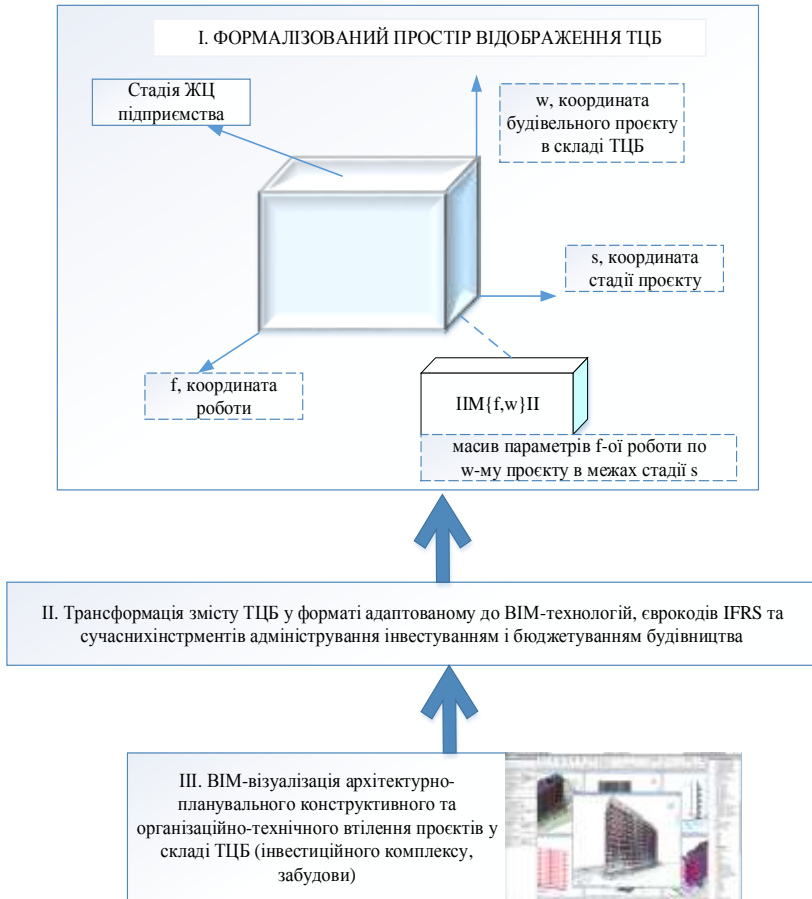 I. ФОРМАЛІЗОВАНИЙ ПРОСТІР ВІДОБРАЖЕННЯ ТЦБ
Стадія ЖЦ
підприємства
w, координата
будівельного проєкту
в складі ТЦБ
s, координата
стадії проєкту
f, координата
роботи
IIM{f,w}II
масив параметрів f-ої роботи по
w-му проєкту в межах стадії s
II. Трансформація змісту ТЦБ у форматі адаптованому до BIM-технологій, єврокодів IFRS та
сучаснихінстрментів адміністрування інвестуванням і бюджетуванням будівництва
III. BIM-візуалізація архітектурно-
планувального конструктивного та
організаційно-технічного втілення проєктів у
складі ТЦБ (інвестиційного комплексу,
забудови)